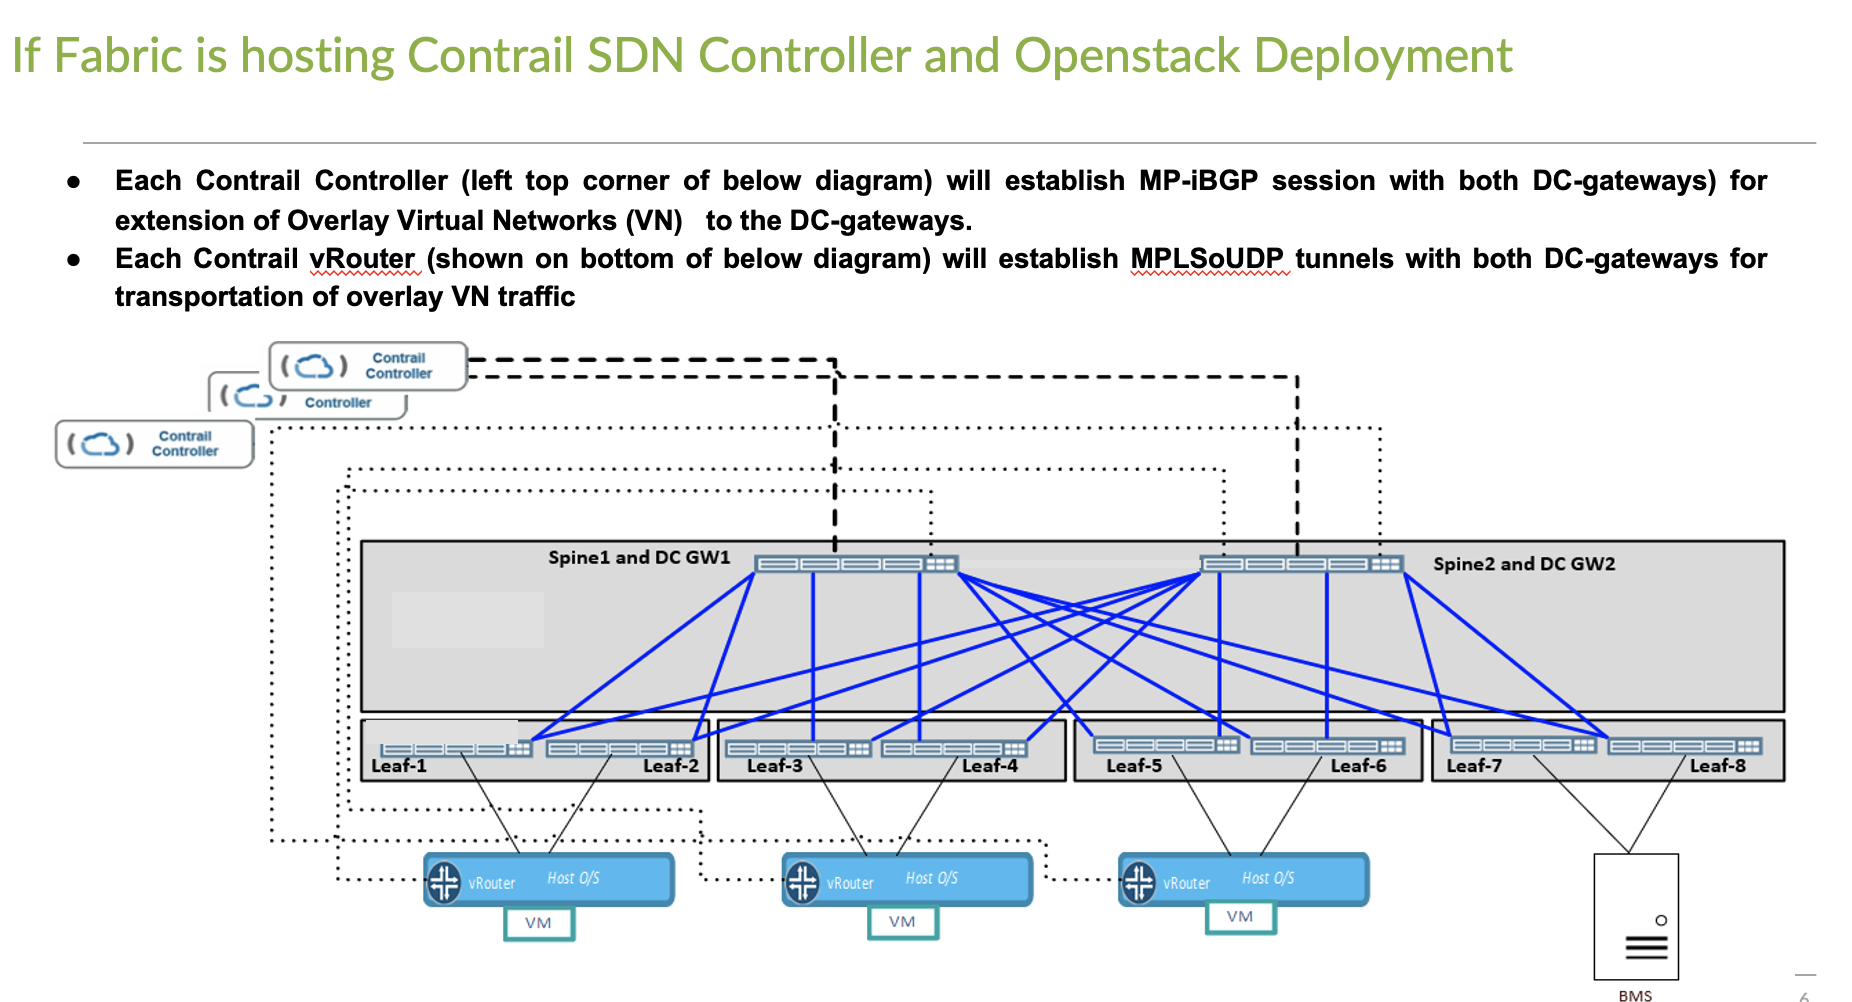 If Fabric is hosting Contrail SDN Controller and Openstack Deployment
● Each Contrail Controller (left top corner of below diagram) will establish MP-iBGP session with both DC-gateways) for
extension of Overlay Virtual Networks (VN) to the DC-gateways.
● Each Contrail vRouter (shown on bottom of below diagram) will establish MPLSoUDP tunnels with both DC-gateways for
transportation of overlay VN traffic
Contrail
Controller
Controller
Contrail
Controller
Spine1 and DC GW1
Spine2 and DC GW2
Leaf-1
Leaf-2
Leaf-3
Leaf-4
Leaf-5
Leaf-6
Leaf-7
Leaf-8
vRouter
Host O/S
vRouter
Host O/S
vRouter
Host O/S
VM
VM
VM
BMS
6